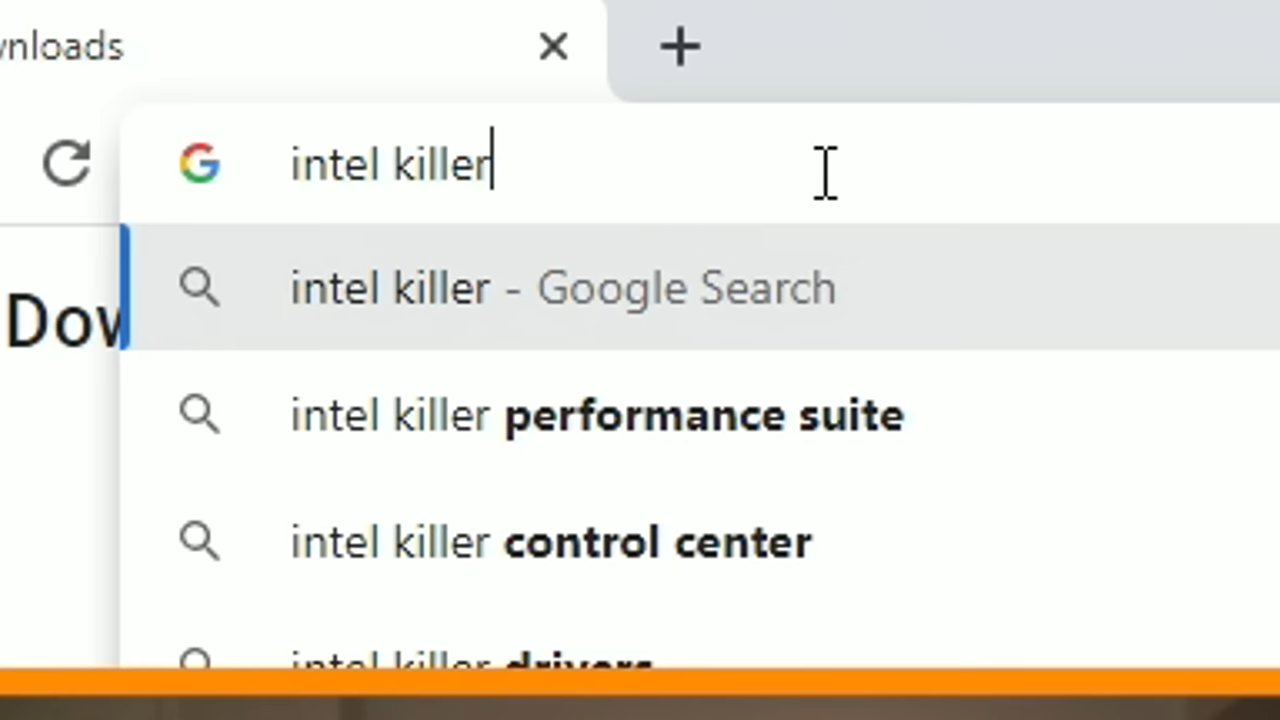 wnloads
intel killer
Dow
intel killer - Google Search
intel killer performance suite
intel killer control center
intel killer drivers